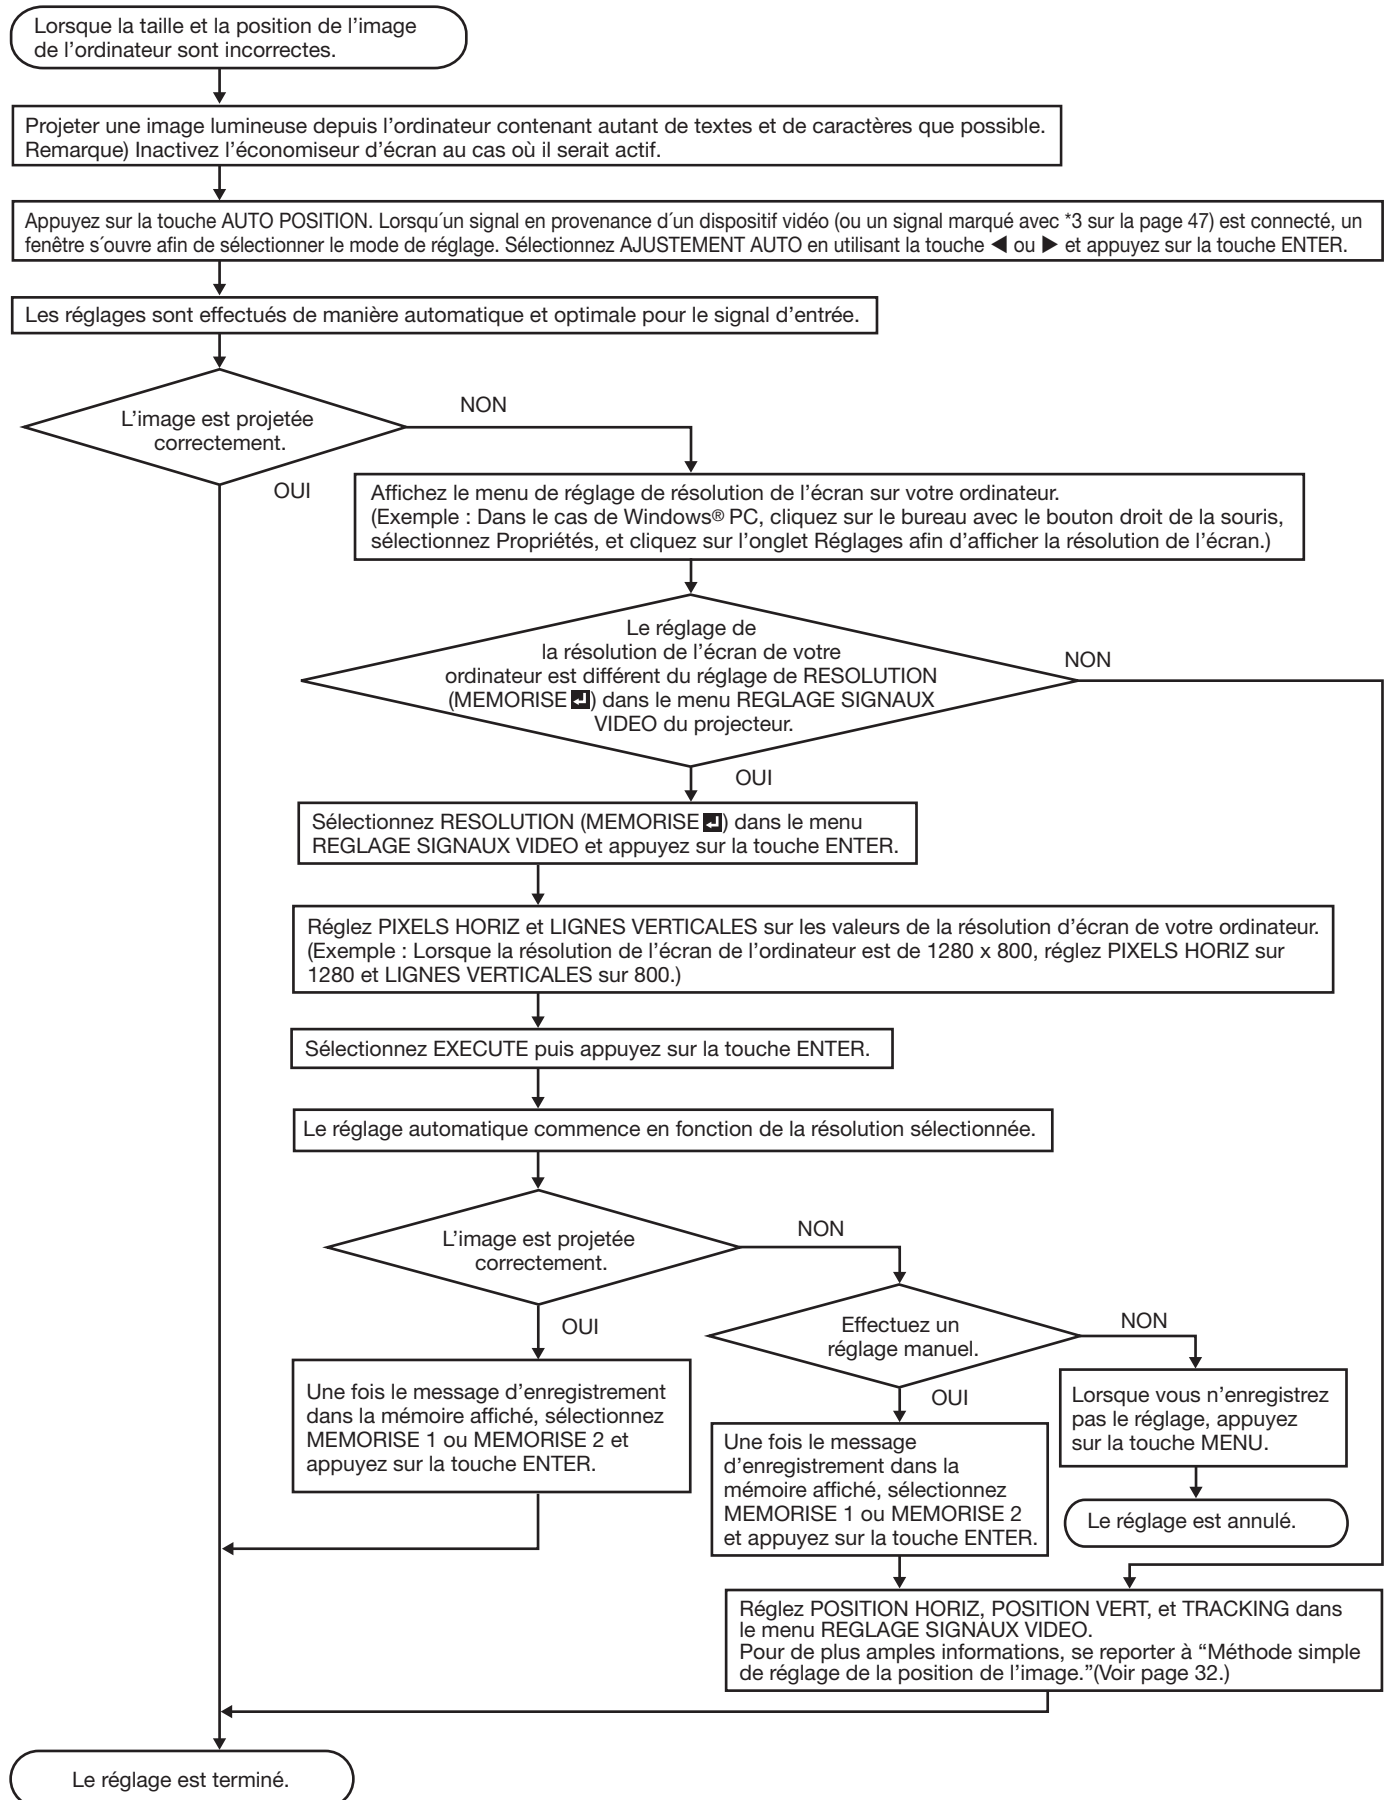 Lorsque la taille et la position de l’image
de l’ordinateur sont incorrectes.
Projeter une image lumineuse depuis l’ordinateur contenant autant de textes et de caractères que possible.
Remarque) Inactivez l’économiseur d’écran au cas où il serait actif.
Appuyez sur la touche AUTO POSITION. Lorsqu´un signal en provenance d´un dispositif vidéo (ou un signal marqué avec *3 sur la page 47) est connecté, un
fenêtre s´ouvre afin de sélectionner le mode de réglage. Sélectionnez AJUSTEMENT AUTO en utilisant la touche ◀ ou ▶ et appuyez sur la touche ENTER.
Les réglages sont effectués de manière automatique et optimale pour le signal d’entrée.
L’image est projetée
correctement.
NON
OUI
Affichez le menu de réglage de résolution de l’écran sur votre ordinateur.
(Exemple : Dans le cas de Windows® PC, cliquez sur le bureau avec le bouton droit de la souris,
sélectionnez Propriétés, et cliquez sur l’onglet Réglages afin d’afficher la résolution de l’écran.)
Le réglage de
la résolution de l’écran de votre
ordinateur est différent du réglage de RESOLUTION
(MEMORISE ↵) dans le menu REGLAGE SIGNAUX
VIDEO du projecteur.
NON
OUI
Sélectionnez RESOLUTION (MEMORISE ↵) dans le menu
REGLAGE SIGNAUX VIDEO et appuyez sur la touche ENTER.
Réglez PIXELS HORIZ et LIGNES VERTICALES sur les valeurs de la résolution d’écran de votre ordinateur.
(Exemple : Lorsque la résolution de l’écran de l’ordinateur est de 1280 x 800, réglez PIXELS HORIZ sur
1280 et LIGNES VERTICALES sur 800.)
Sélectionnez EXECUTE puis appuyez sur la touche ENTER.
Le réglage automatique commence en fonction de la résolution sélectionnée.
L’image est projetée
correctement.
NON
OUI
Effectuez un
réglage manuel.
NON
OUI
Une fois le message d’enregistrement
dans la mémoire affiché, sélectionnez
MEMORISE 1 ou MEMORISE 2 et
appuyez sur la touche ENTER.
Une fois le message
d’enregistrement dans la
mémoire affiché, sélectionnez
MEMORISE 1 ou MEMORISE 2
et appuyez sur la touche ENTER.
Lorsque vous n’enregistrez
pas le réglage, appuyez
sur la touche MENU.
Le réglage est annulé.
Réglez POSITION HORIZ, POSITION VERT, et TRACKING dans
le menu REGLAGE SIGNAUX VIDEO.
Pour de plus amples informations, se reporter à “Méthode simple
de réglage de la position de l’image.”(Voir page 32.)
Le réglage est terminé.